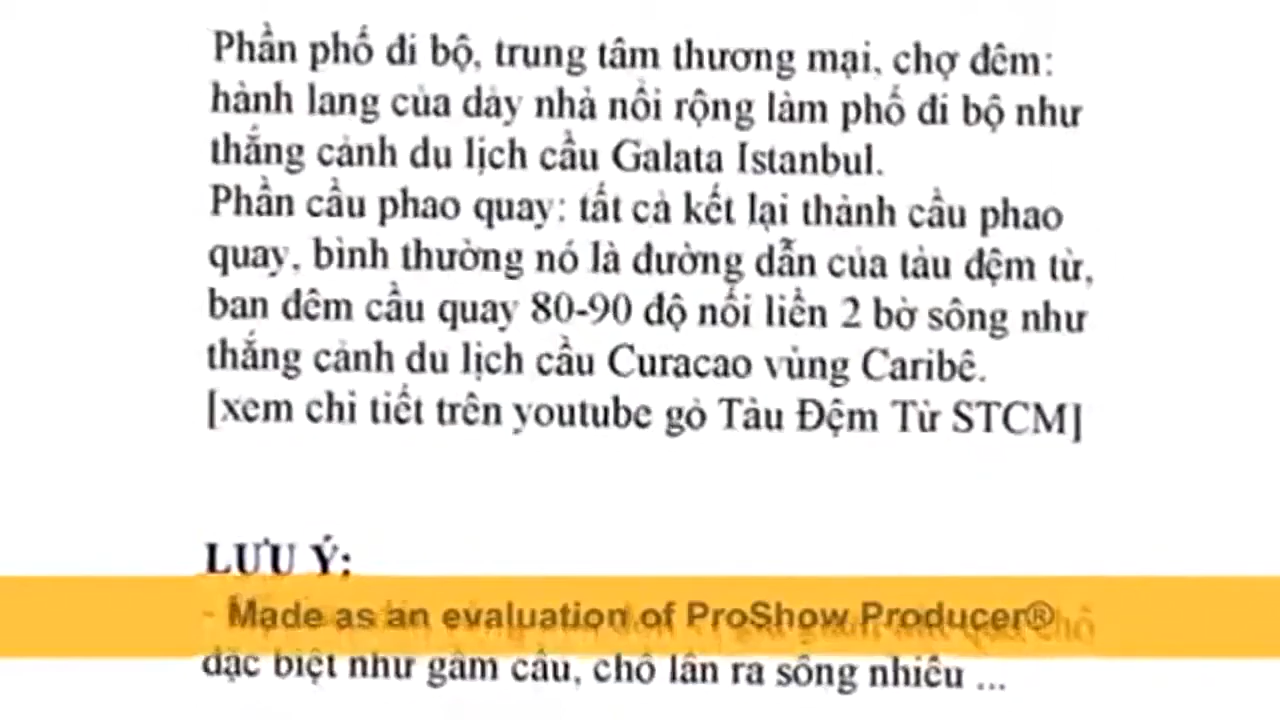 Phần phố đi bộ, trung tâm thương mại, chợ đêm:
hành lang của dảy nhà nổi rộng làm phố đi bộ như
thắng cảnh du lịch cầu Galata Istanbul.
Phần cầu phao quay: tất cả kết lại thành cầu phao
quay, bình thường nó là đường dẫn của tàu đệm từ,
ban đêm cầu quay 80-90 độ nối liền 2 bờ sông như
thắng cảnh du lịch cầu Curacao vùng Caribê.
[xem chi tiết trên youtube gỏ Tàu Đệm Từ STCM]
LƯU Ý:
- Made as an evaluation of ProShow Producer® chổ
đặc biệt như gầm cầu, chổ lấn ra sông nhiều ...